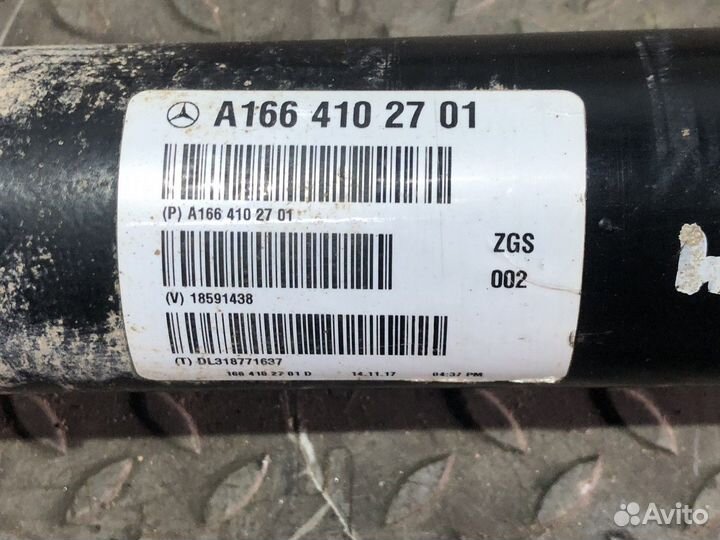 A166 410 27 01
(P) A166 410 27 01
ZGS
002
(V) 18591438
(T) DL318771637
166 410 27 01 D 14.11.17 04:37 PM
Avito